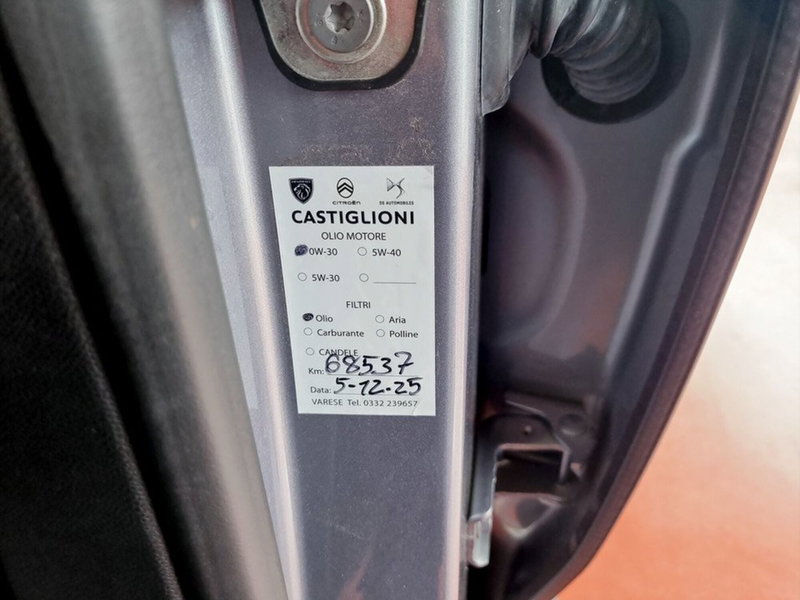 CITROËN DS AUTOMOBILES
CASTIGLIONI
OLIO MOTORE
0W-30 5W-40
5W-30
FILTRI
Olio Aria
Carburante Polline
CANDELE
Km: 68537
Data: 5-12-25
VARESE Tel. 0332 239657